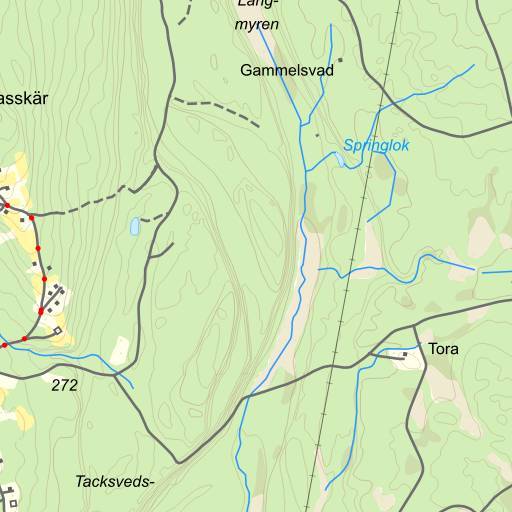 Lång-
myren
Gammelsvad
asskär
Springlok
Tora
272
Tacksveds-